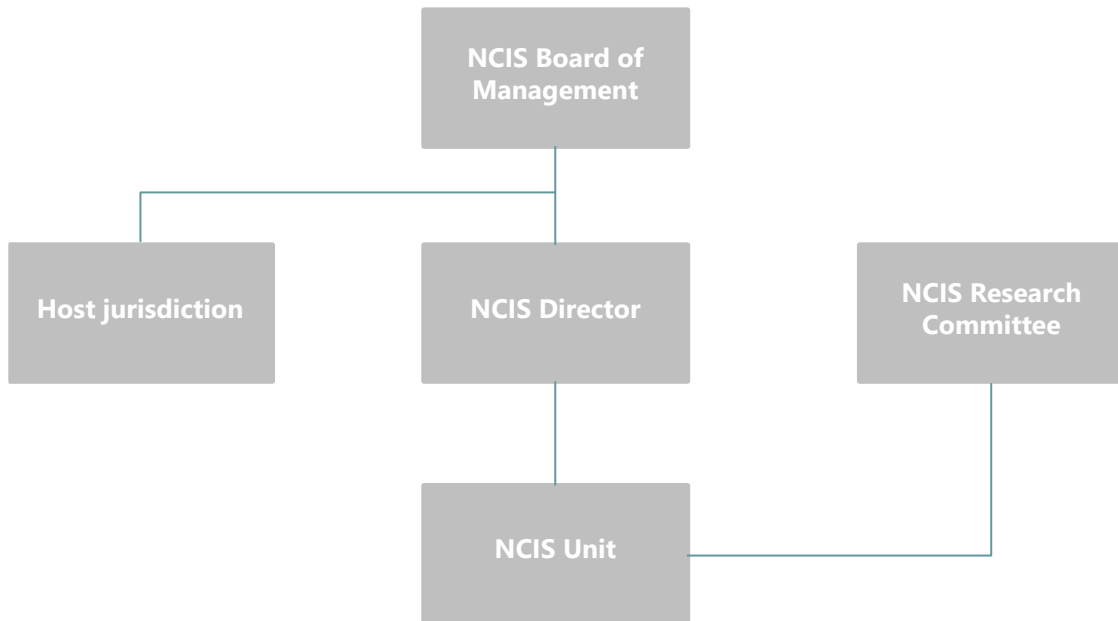 NCIS Board of
Management
Host jurisdiction
NCIS Director
NCIS Research
Committee
NCIS Unit